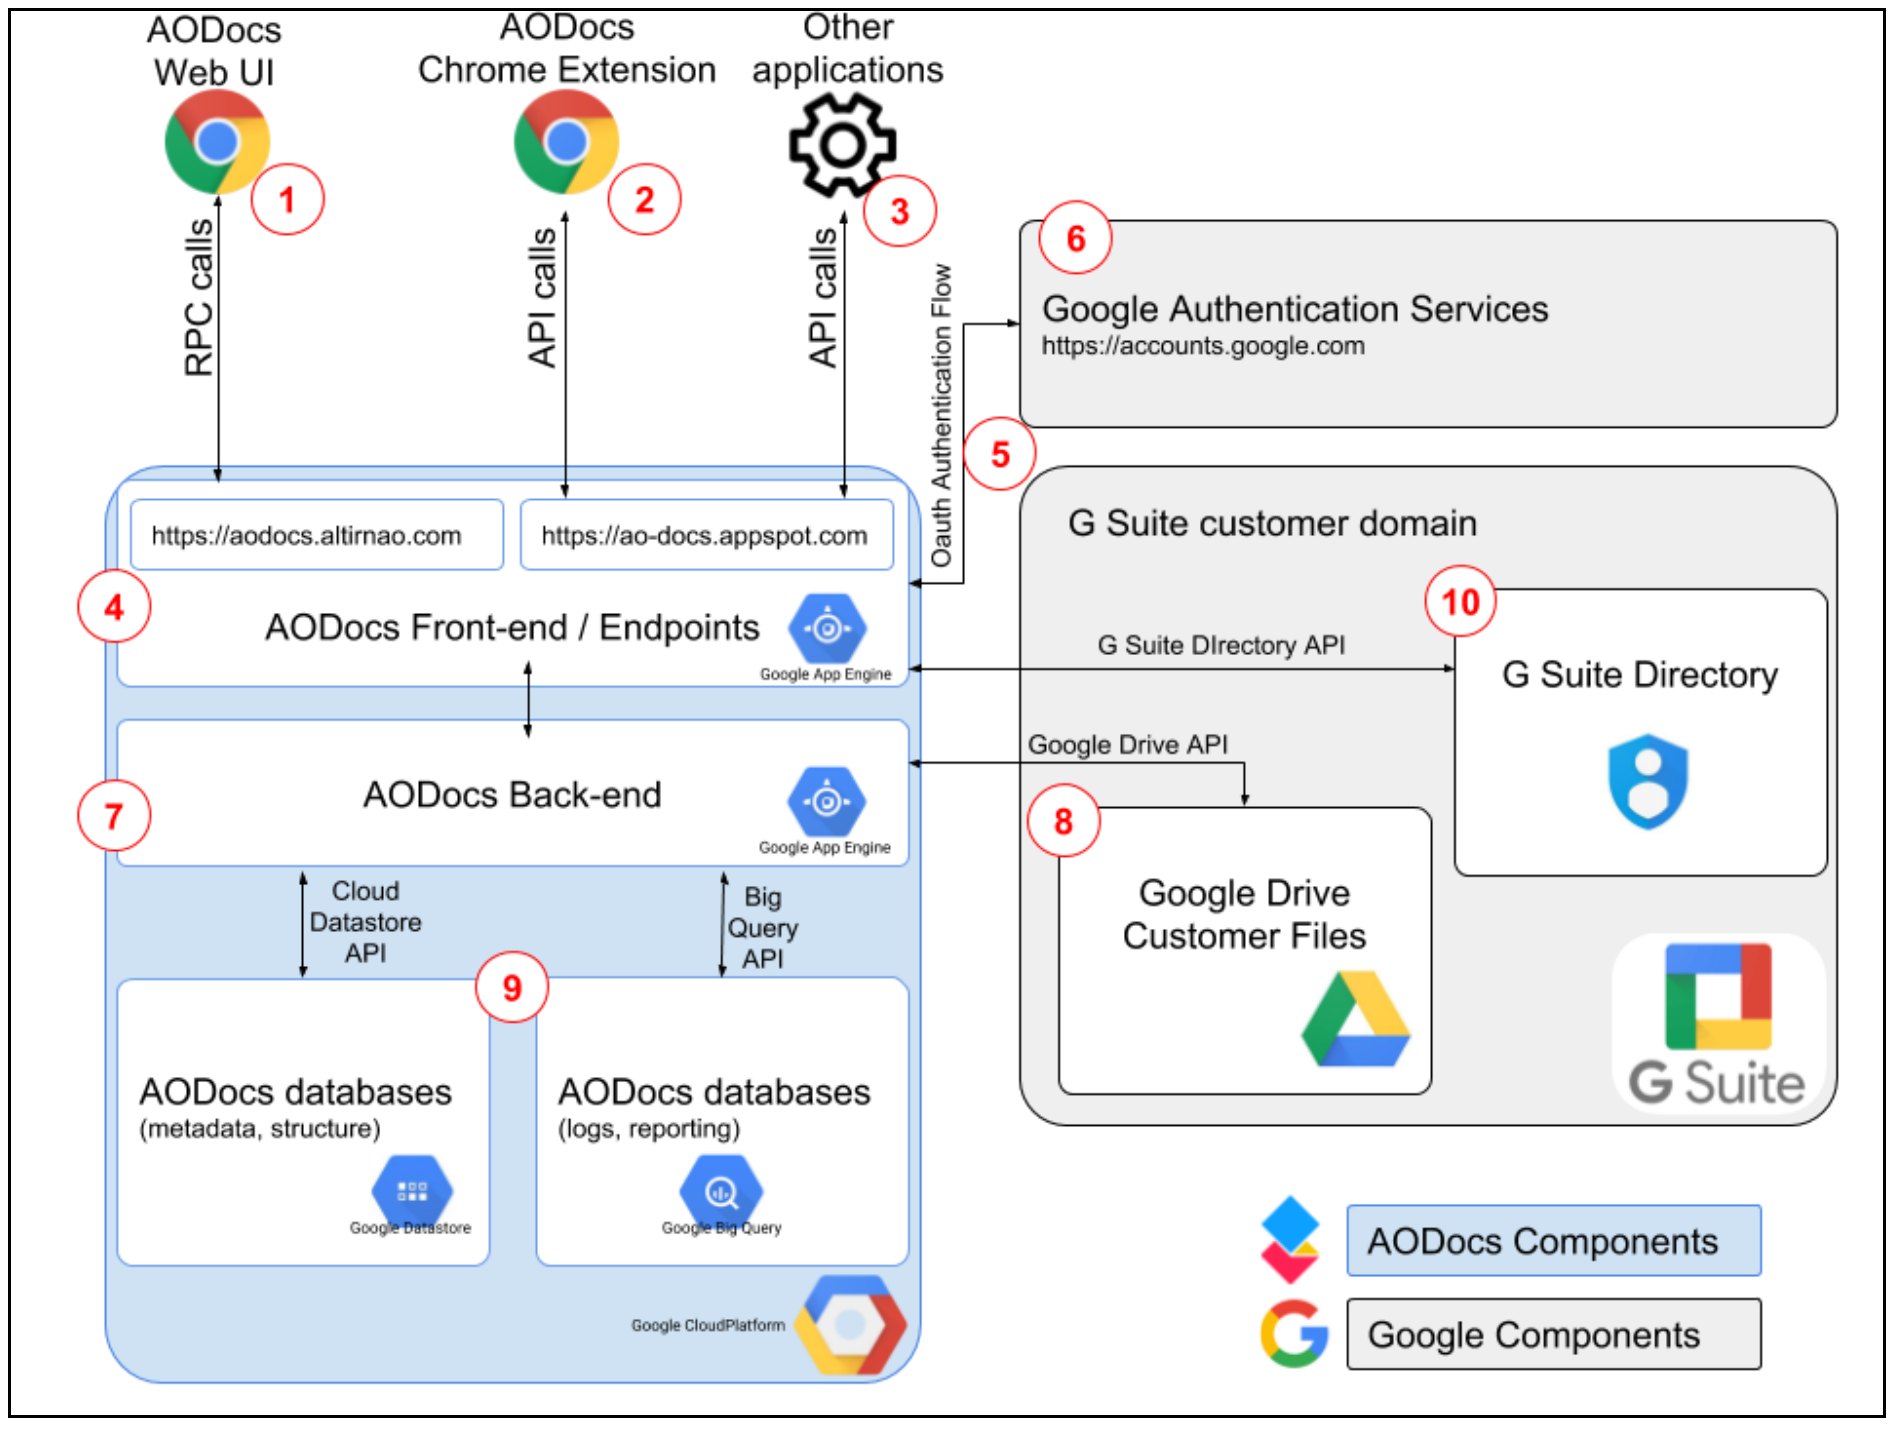 AODocs
Web UI
AODocs
Chrome Extension
Other
applications
1
2
3
RPC calls
API calls
API calls
Oauth Authentication Flow
6
Google Authentication Services
https://accounts.google.com
5
https://aodocs.altirnao.com
https://ao-docs.appspot.com
4
AODocs Front-end / Endpoints
Google App Engine
G Suite customer domain
G Suite DIrectory API
10
G Suite Directory
7
AODocs Back-end
Google App Engine
Google Drive API
8
Google Drive
Customer Files
G Suite
Cloud
Datastore
API
Big
Query
API
9
AODocs databases
(metadata, structure)
Google Datastore
AODocs databases
(logs, reporting)
Google Big Query
Google CloudPlatform
AODocs Components
Google Components